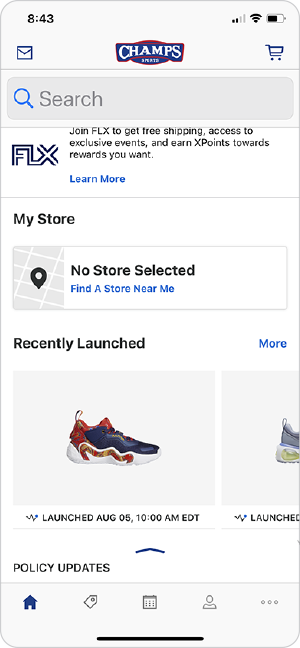 8:43
CHAMPS
SPORTS
Search
FLX
Join FLX to get free shipping, access to
exclusive events, and earn XPoints towards
rewards you want.
Learn More
My Store
No Store Selected
Find A Store Near Me
Recently Launched
More
LAUNCHED AUG 05, 10:00 AM EDT
LAUNCHED
POLICY UPDATES